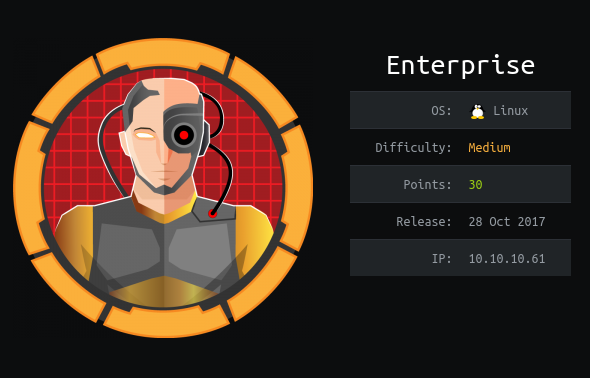 Enterprise
OS: Linux
Difficulty: Medium
Points: 30
Release: 28 Oct 2017
IP: 10.10.10.61